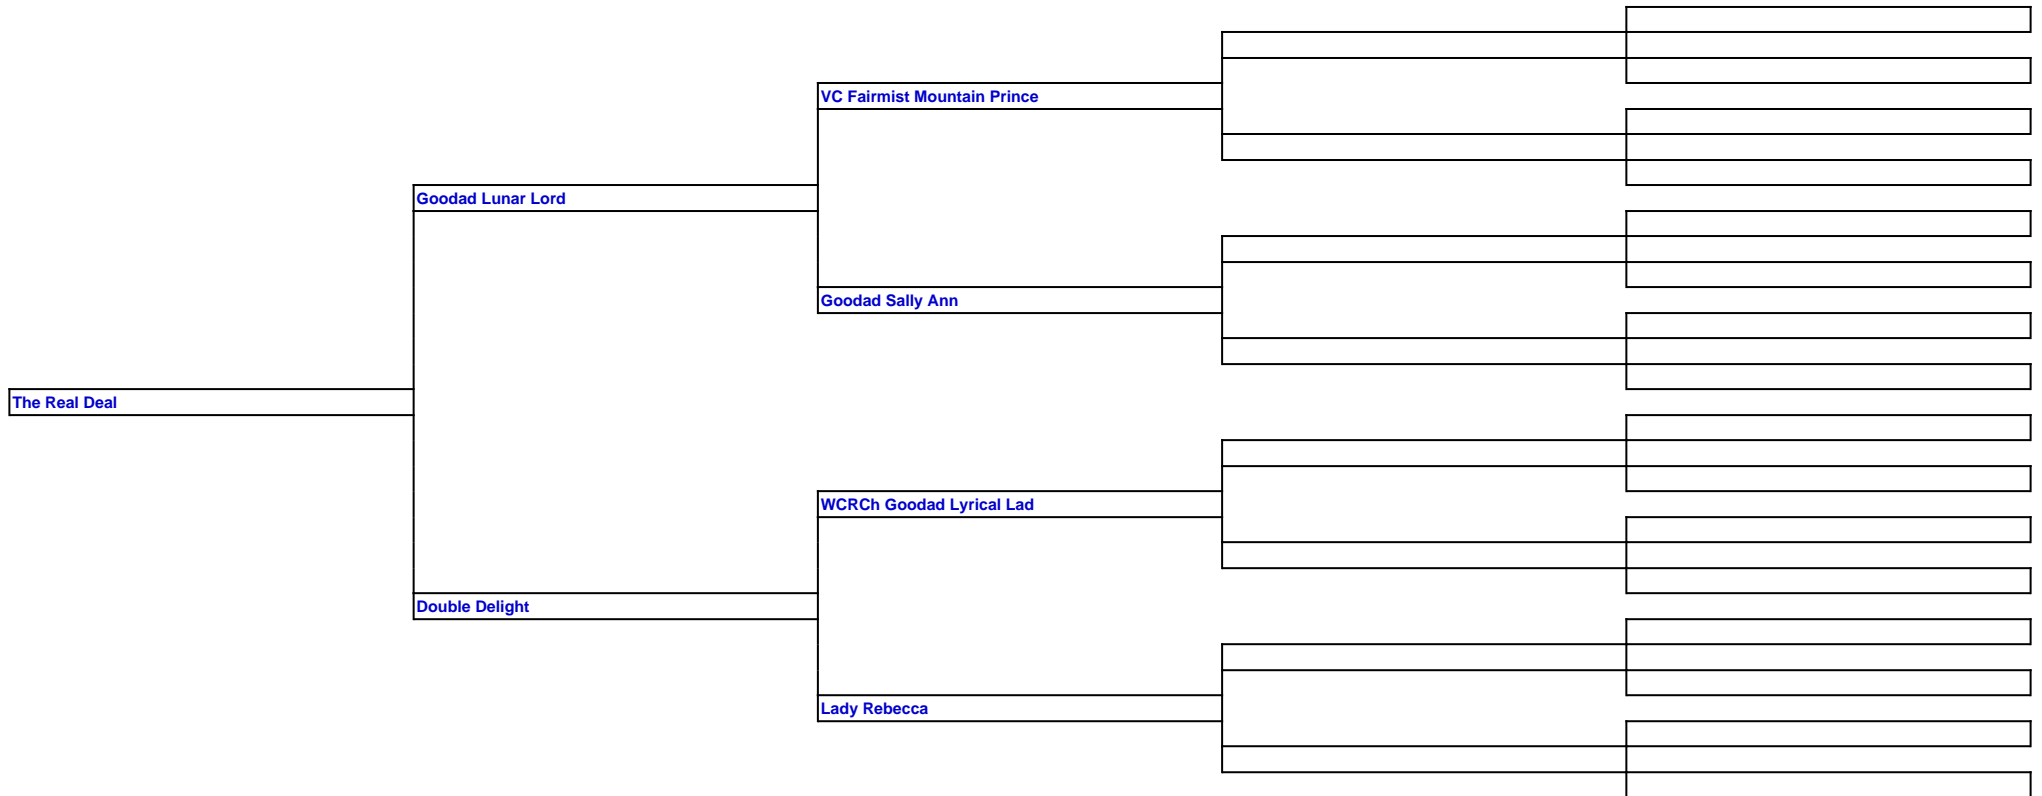 VC Fairmist Mountain Prince
Goodad Lunar Lord
Goodad Sally Ann
The Real Deal
WCRCh Goodad Lyrical Lad
Double Delight
Lady Rebecca